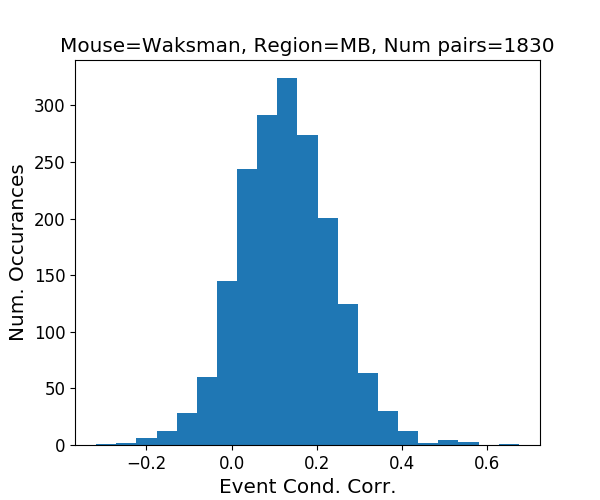 Mouse=Waksman, Region=MB, Num pairs=1830
Num. Occurances
300
250
200
150
100
50
0
−0.2 0.0 0.2 0.4 0.6
Event Cond. Corr.